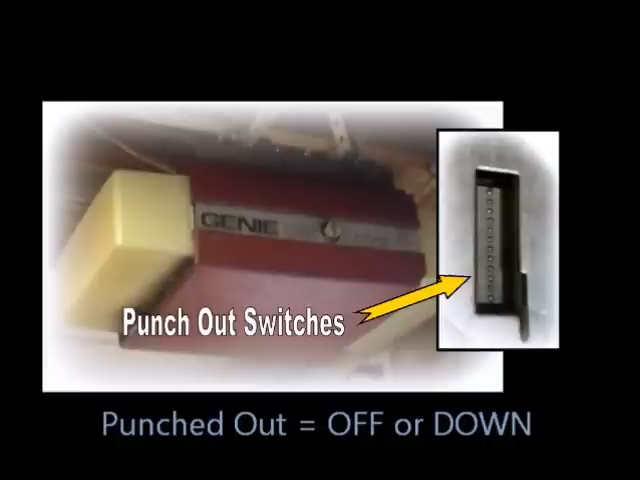 GENIE
Punch Out Switches
Punched Out = OFF or DOWN